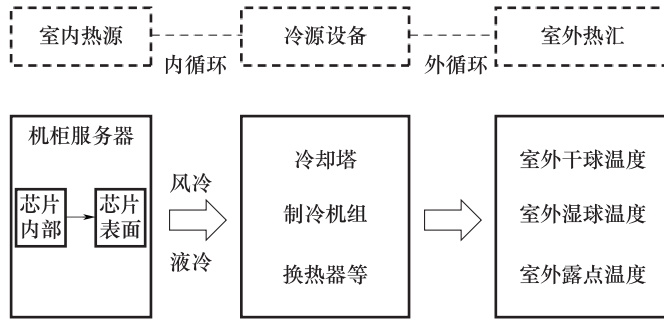 室内热源
内循环
冷源设备
外循环
室外热汇
机柜服务器
芯片
内部
芯片
表面
风冷
液冷
冷却塔
制冷机组
换热器等
室外干球温度
室外湿球温度
室外露点温度